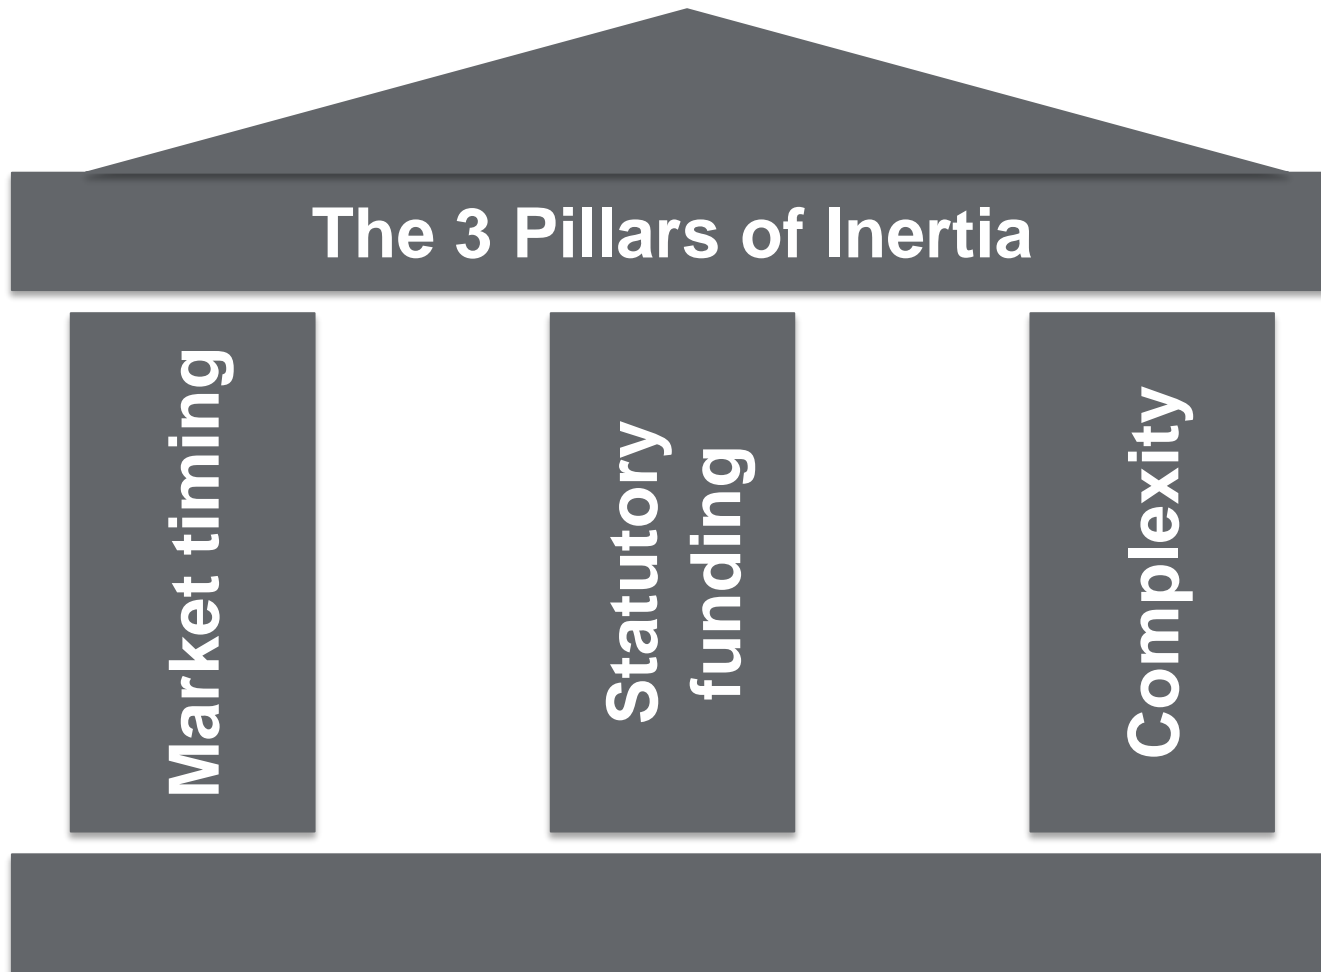 The 3 Pillars of Inertia
Market timing
Statutory
funding
Complexity